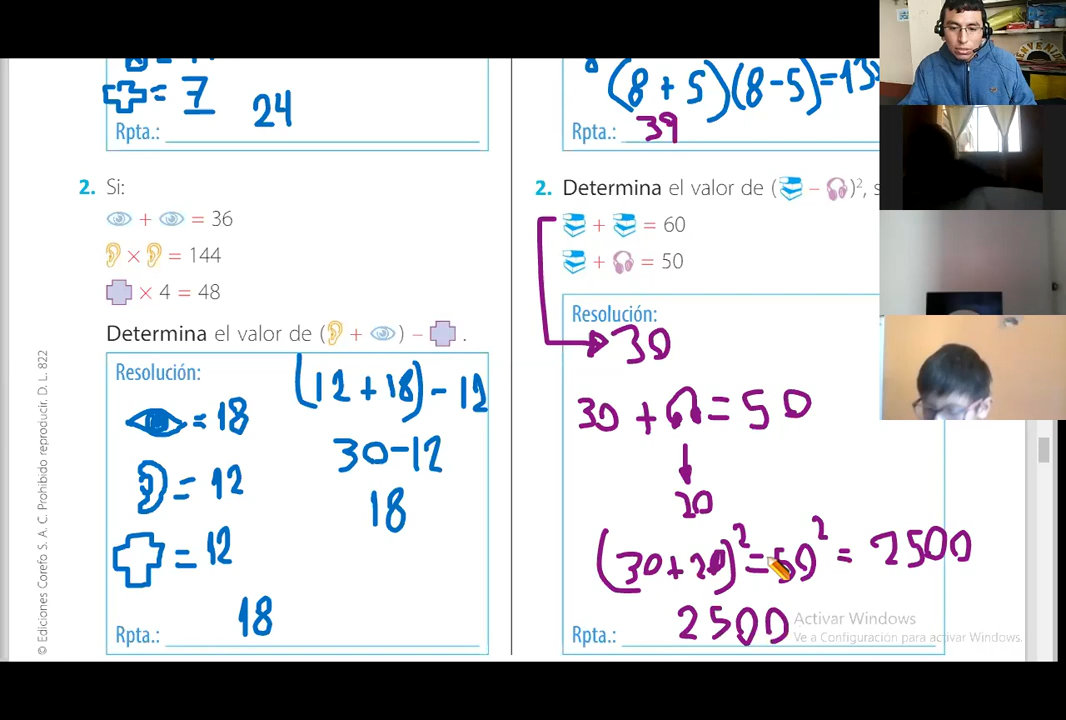 = 7
24
Rpta.:
2. Si:
+ = 36
× = 144
× 4 = 48
Determina el valor de ( + ) – .
Resolución:
= 18
= 12
= 12
(12 + 18) - 12
30 - 12
18
18
Rpta.:
© Ediciones Corefo S. A. C. Prohibido reproducir. D. L. 822
(8 + 5)(8 - 5) = 13
Rpta.: 39
2. Determina el valor de ( – )², s
+ = 60
+ = 50
Resolución:
30
30 + = 50
20
(30 + 20)² = 50² = 2500
Rpta.: 2500
Activar Windows
Ve a Configuración para activar Windows.